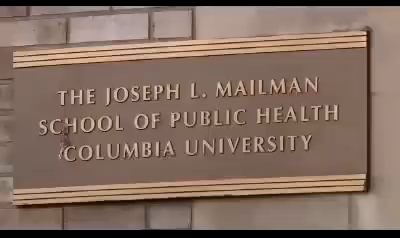 THE JOSEPH L. MAILMAN
SCHOOL OF PUBLIC HEALTH
COLUMBIA UNIVERSITY